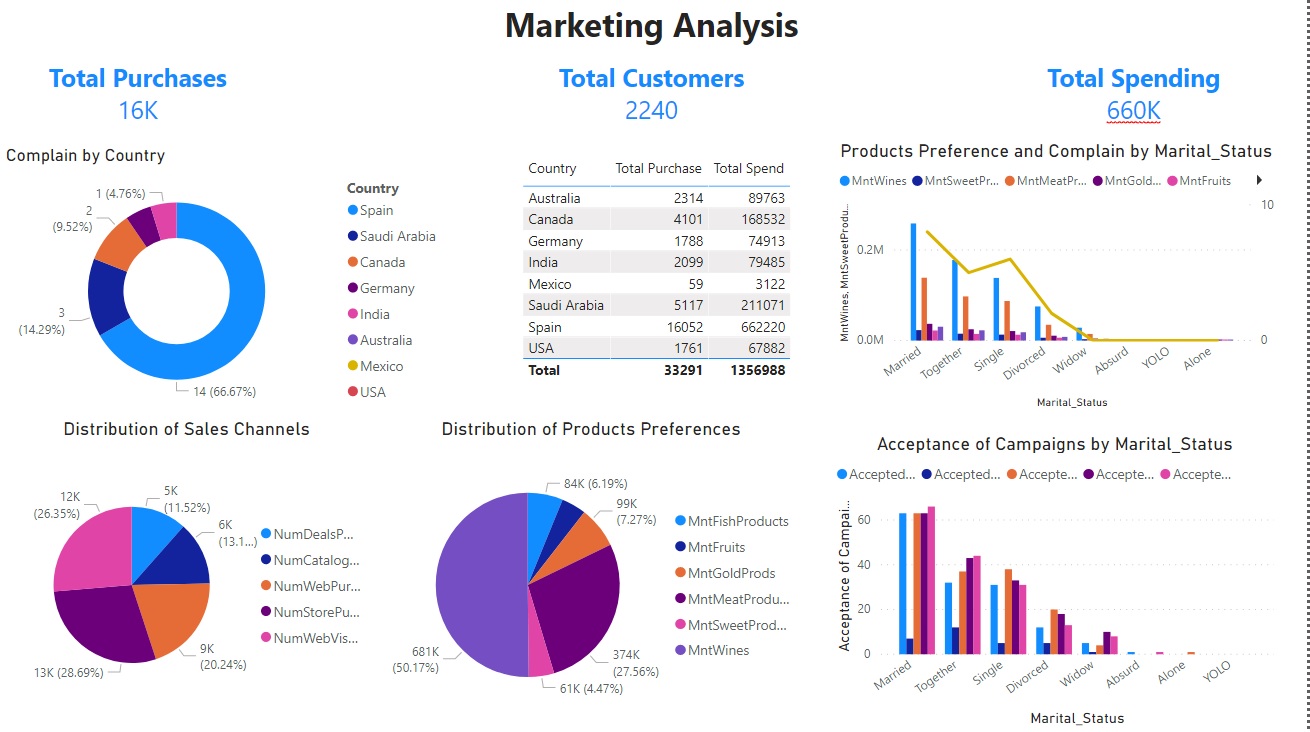 Marketing Analysis
Total Purchases
16K
Total Customers
2240
Total Spending
660K
Complain by Country
1 (4.76%)
2
(9.52%)
3
(14.29%)
14 (66.67%)
Country
Spain
Saudi Arabia
Canada
Germany
India
Australia
Mexico
USA
Country Total Purchase Total Spend
Australia 2314 89763
Canada 4101 168532
Germany 1788 74913
India 2099 79485
Mexico 59 3122
Saudi Arabia 5117 211071
Spain 16052 662220
USA 1761 67882
Total 33291 1356988
Products Preference and Complain by Marital_Status
MntWines MntSweetPr... MntMeatPr... MntGold... MntFruits
MntWines, MntSweetProdu...
0.2M
0.0M
10
0
Married
Together
Single
Divorced
Widow
Absurd
YOLO
Alone
Marital_Status
Distribution of Sales Channels
12K
(26.35%)
5K
(11.52%)
6K
(13.1...)
9K
(20.24%)
13K (28.69%)
NumDealsP...
NumCatalog...
NumWebPur...
NumStorePu...
NumWebVis...
Distribution of Products Preferences
84K (6.19%)
99K
(7.27%)
374K
(27.56%)
61K (4.47%)
681K
(50.17%)
MntFishProducts
MntFruits
MntGoldProds
MntMeatProdu...
MntSweetProd...
MntWines
Acceptance of Campaigns by Marital_Status
Accepted... Accepted... Accepte... Accepte... Accepte...
Acceptance of Campai...
60
40
20
0
Married
Together
Single
Divorced
Widow
Absurd
Alone
YOLO
Marital_Status